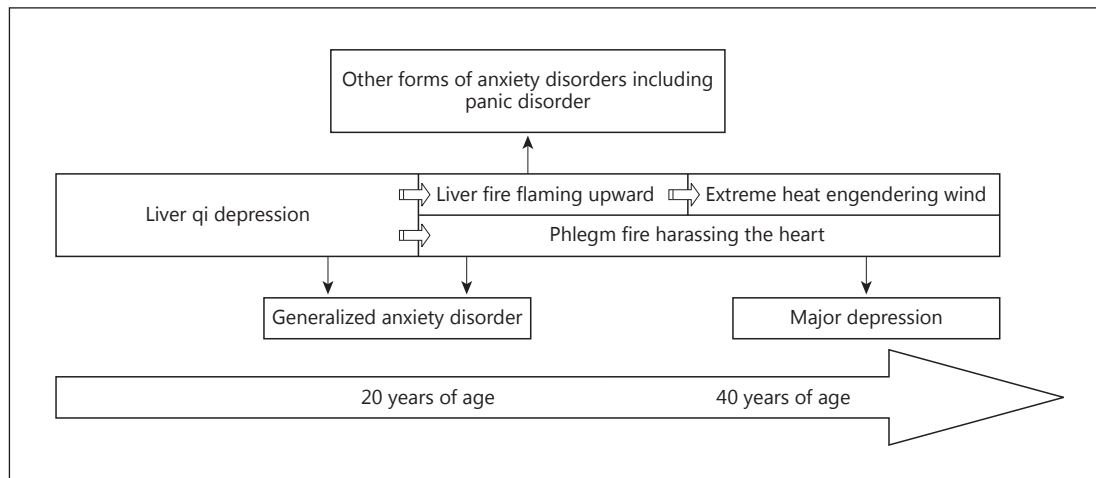 Other forms of anxiety disorders including
panic disorder
Liver qi depression
Liver fire flaming upward
Extreme heat engendering wind
Phlegm fire harassing the heart
Generalized anxiety disorder
Major depression
20 years of age
40 years of age